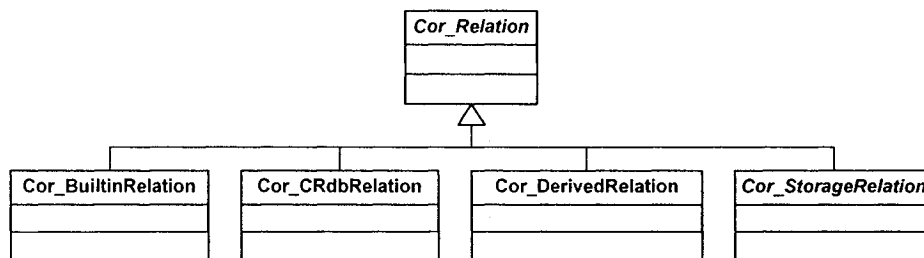 Cor_Relation
Cor_BuiltinRelation
Cor_CRdbRelation
Cor_DerivedRelation
Cor_StorageRelation